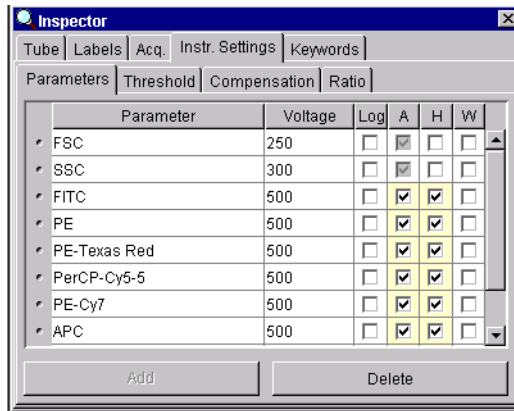 Inspector
Tube Labels Acq. Instr. Settings Keywords
Parameters Threshold Compensation Ratio
Parameter Voltage Log A H W
FSC 250
SSC 300
FITC 500
PE 500
PE-Texas Red 500
PerCP-Cy5-5 500
PE-Cy7 500
APC 500
Add Delete